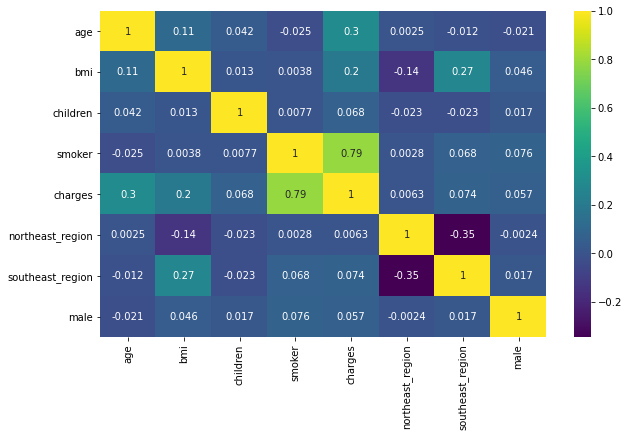 age 1 0.11 0.042 -0.025 0.3 0.0025 -0.012 -0.021
bmi 0.11 1 0.013 0.0038 0.2 -0.14 0.27 0.046
children 0.042 0.013 1 0.0077 0.068 -0.023 -0.023 0.017
smoker -0.025 0.0038 0.0077 1 0.79 0.0028 0.068 0.076
charges 0.3 0.2 0.068 0.79 1 0.0063 0.074 0.057
northeast_region 0.0025 -0.14 -0.023 0.0028 0.0063 1 -0.35 -0.0024
southeast_region -0.012 0.27 -0.023 0.068 0.074 -0.35 1 0.017
male -0.021 0.046 0.017 0.076 0.057 -0.0024 0.017 1
age bmi children smoker charges northeast_region southeast_region male
1.0
0.8
0.6
0.4
0.2
0.0
−0.2